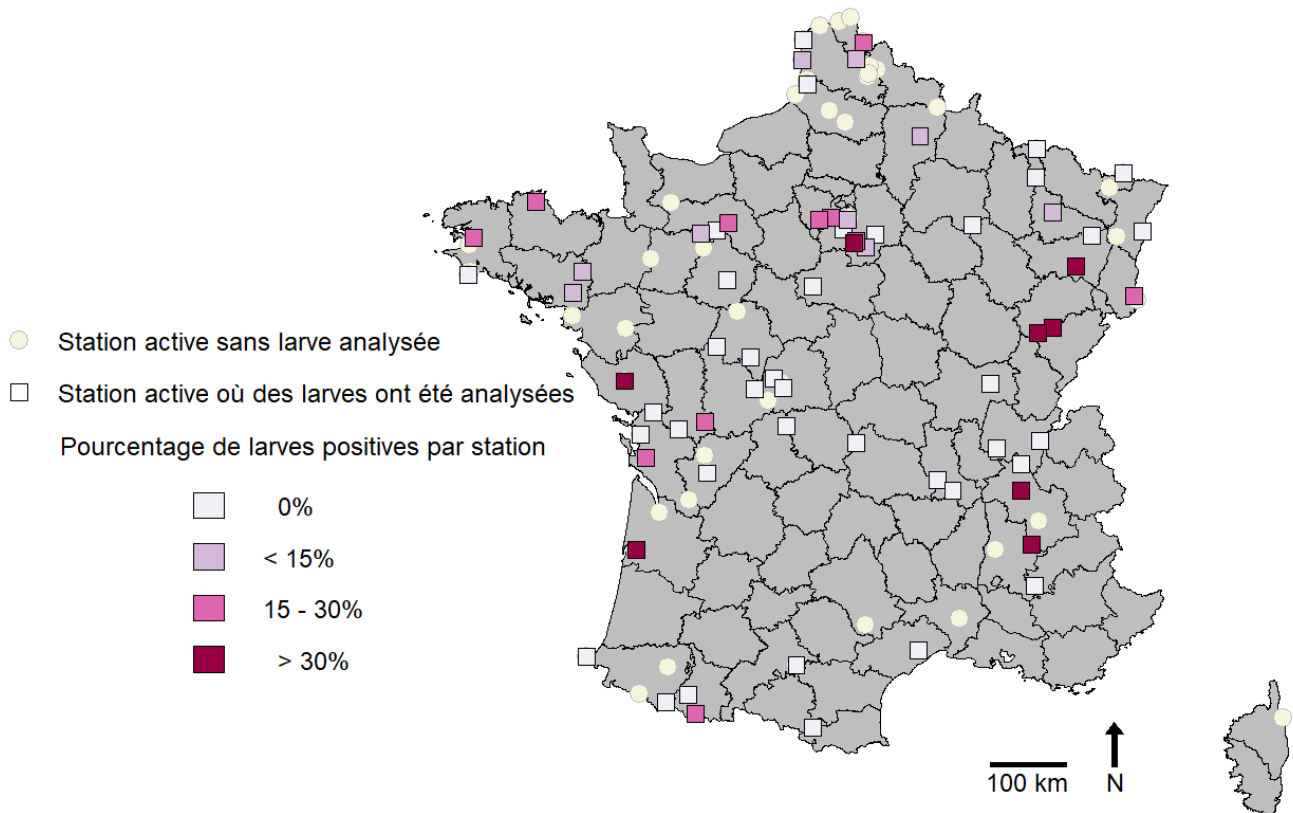 Station active sans larve analysée
Station active où des larves ont été analysées
Pourcentage de larves positives par station
0%
< 15%
15 - 30%
> 30%
100 km
N